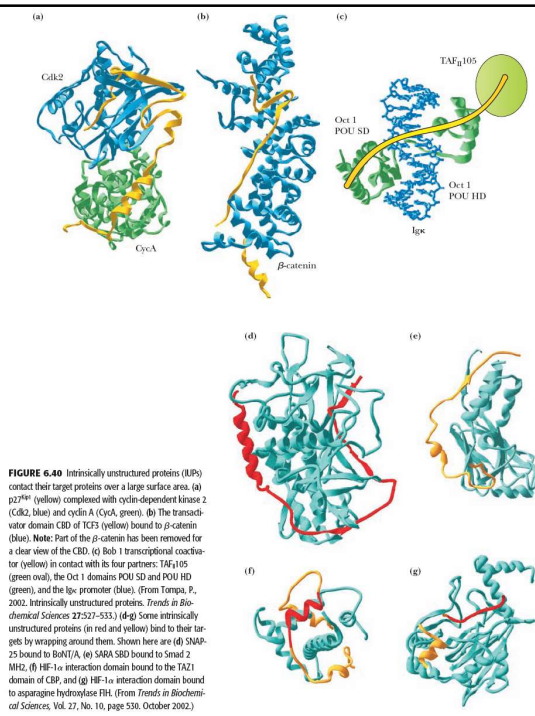 (a)
(b)
(c)
Cdk2
CycA
β-catenin
TAF_II105
Oct 1
POU SD
Oct 1
POU HD
Igκ
(d)
(e)
(f)
(g)
FIGURE 6.40 Intrinsically unstructured proteins (IUPs)
contact their target proteins over a large surface area. (a)
p27^Kip1 (yellow) complexed with cyclin-dependent kinase 2
(Cdk2, blue) and cyclin A (CycA, green). (b) The transacti-
vator domain CBD of TCF3 (yellow) bound to β-catenin
(blue). Note: Part of the β-catenin has been removed for
a clear view of the CBD. (c) Bob 1 transcriptional coactiva-
tor (yellow) in contact with its four partners: TAF_II105
(green oval), the Oct 1 domains POU SD and POU HD
(green), and the Igκ promoter (blue). (From Tompa, P.,
2002. Intrinsically unstructured proteins. Trends in Bio-
chemical Sciences 27:527–533.) (d-g) Some intrinsically
unstructured proteins (in red and yellow) bind to their tar-
gets by wrapping around them. Shown here are (d) SNAP-
25 bound to BoNT/A, (e) SARA SBD bound to Smad 2
MH2, (f) HIF-1α interaction domain bound to the TAZ1
domain of CBP, and (g) HIF-1α interaction domain bound
to asparagine hydroxylase FIH. (From Trends in Biochemi-
cal Sciences, Vol. 27, No. 10, page 530. October 2002.)